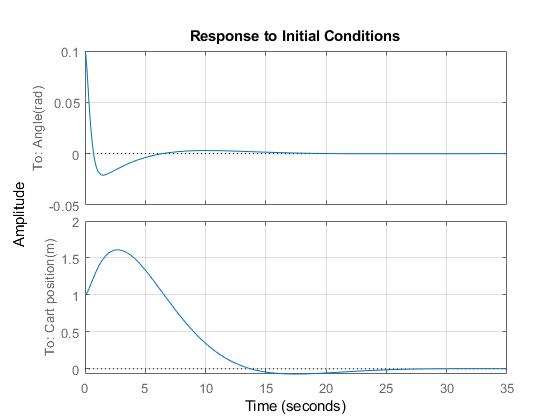 Response to Initial Conditions
Amplitude
To: Angle(rad)
0.1
0.05
0
-0.05
To: Cart position(m)
2
1.5
1
0.5
0
0 5 10 15 20 25 30 35
Time (seconds)